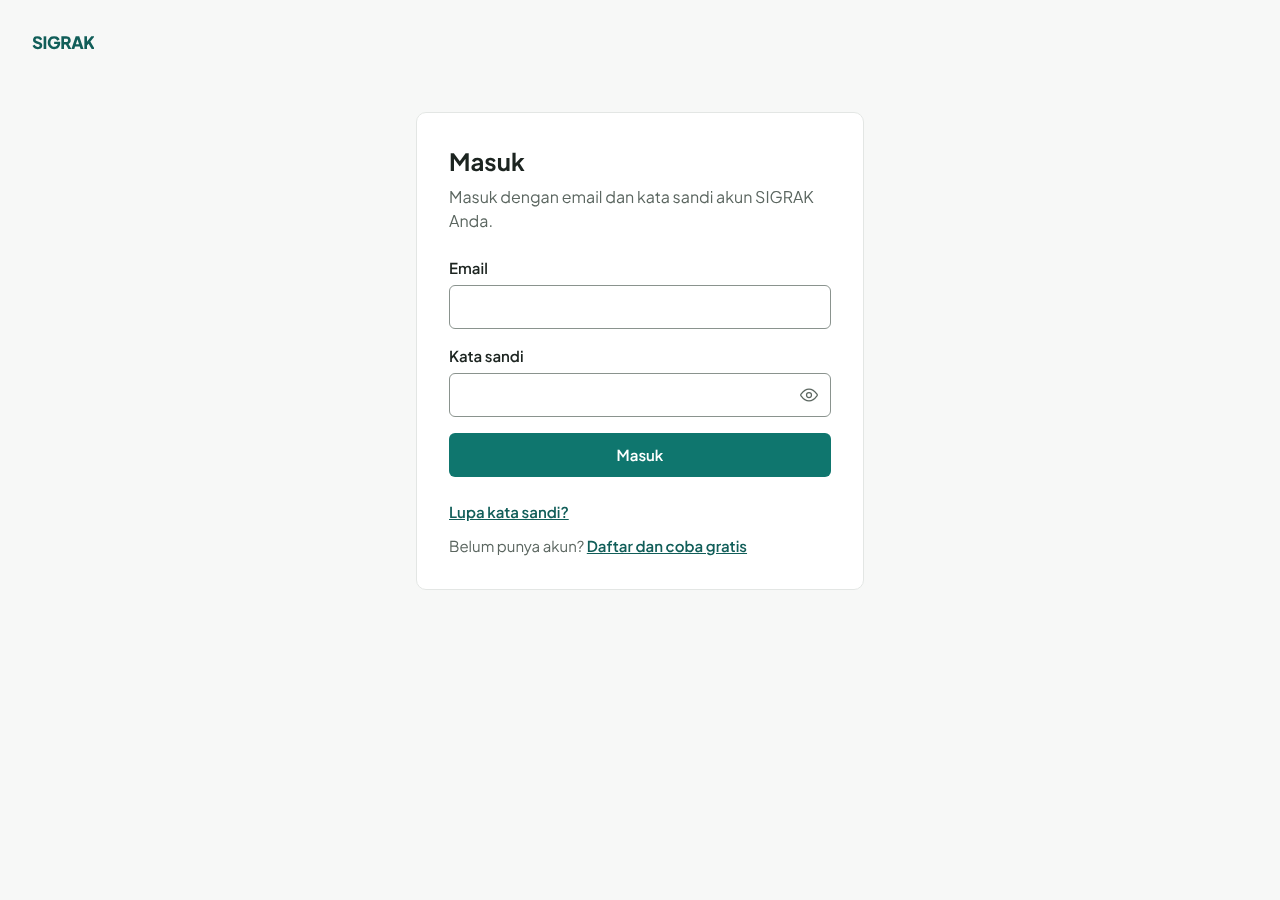 SIGRAK
Masuk
Masuk dengan email dan kata sandi akun SIGRAK
Anda.
Email
Kata sandi
Masuk
Lupa kata sandi?
Belum punya akun? Daftar dan coba gratis